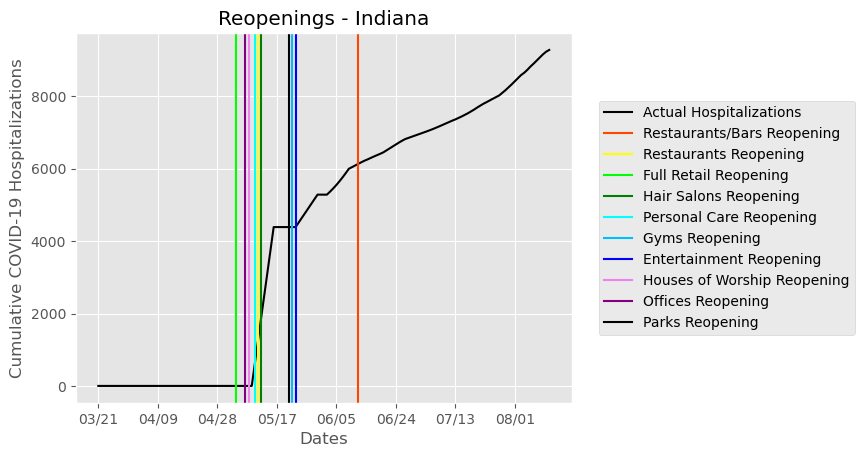 Reopenings - Indiana
Cumulative COVID-19 Hospitalizations
8000
6000
4000
2000
0
03/21
04/09
04/28
05/17
06/05
06/24
07/13
08/01
Dates
Actual Hospitalizations
Restaurants/Bars Reopening
Restaurants Reopening
Full Retail Reopening
Hair Salons Reopening
Personal Care Reopening
Gyms Reopening
Entertainment Reopening
Houses of Worship Reopening
Offices Reopening
Parks Reopening